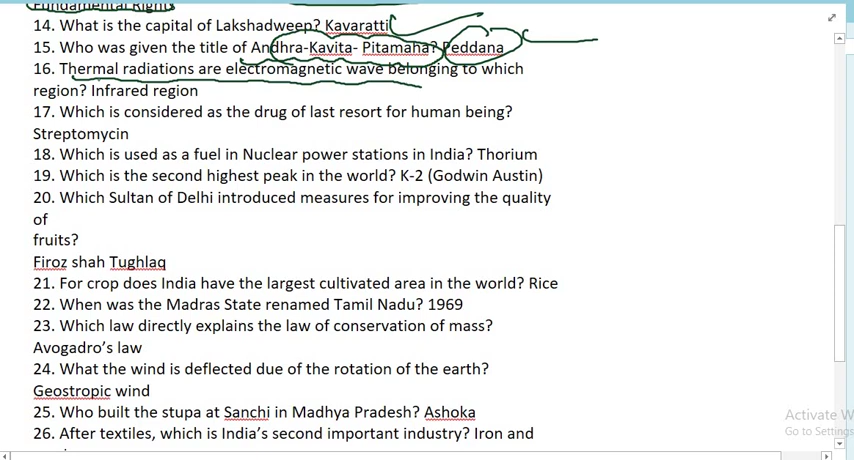 Fundamental Rights
14. What is the capital of Lakshadweep? Kavaratti
15. Who was given the title of Andhra-Kavita- Pitamaha? Peddana
16. Thermal radiations are electromagnetic wave belonging to which
region? Infrared region
17. Which is considered as the drug of last resort for human being?
Streptomycin
18. Which is used as a fuel in Nuclear power stations in India? Thorium
19. Which is the second highest peak in the world? K-2 (Godwin Austin)
20. Which Sultan of Delhi introduced measures for improving the quality
of
fruits?
Firoz shah Tughlaq
21. For crop does India have the largest cultivated area in the world? Rice
22. When was the Madras State renamed Tamil Nadu? 1969
23. Which law directly explains the law of conservation of mass?
Avogadro's law
24. What the wind is deflected due of the rotation of the earth?
Geostropic wind
25. Who built the stupa at Sanchi in Madhya Pradesh? Ashoka
26. After textiles, which is India's second important industry? Iron and
Activate W
Go to Settings